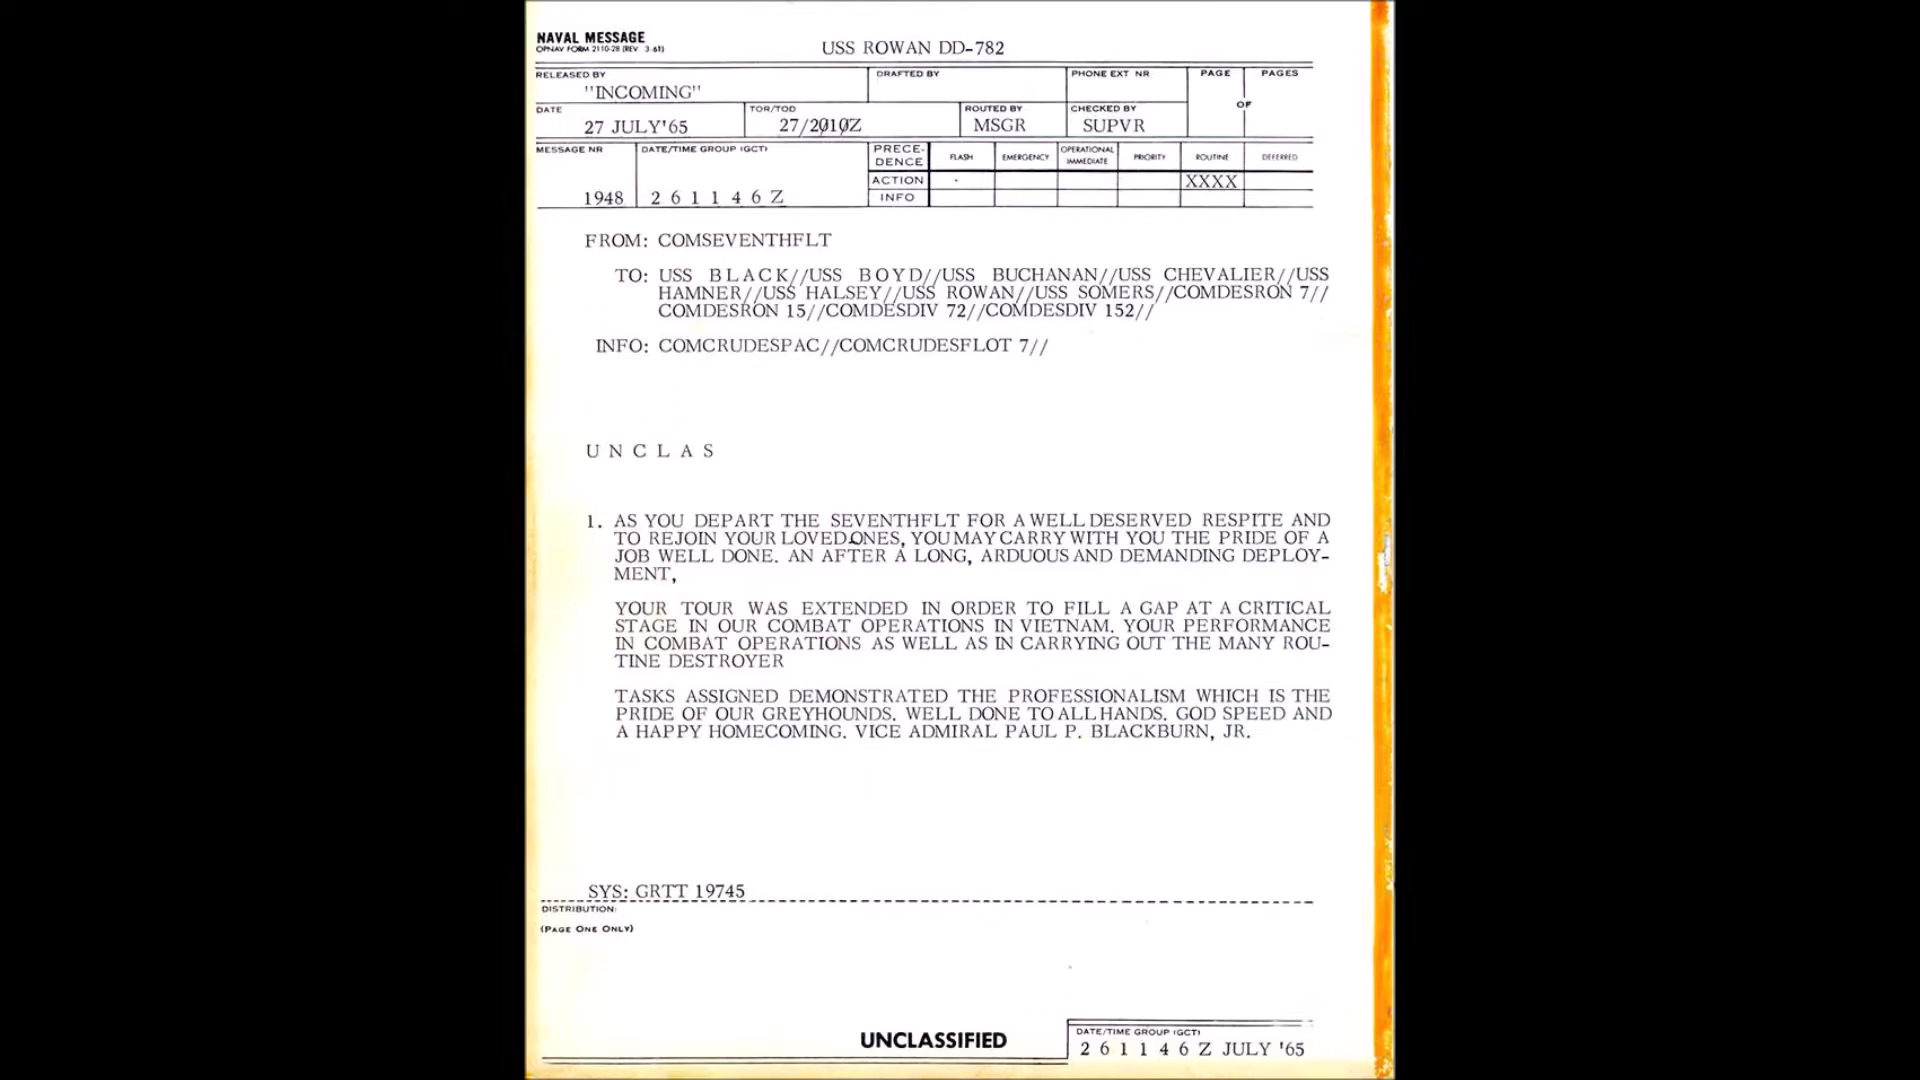 NAVAL MESSAGE
OPNAV FORM 2110-28 (REV 3-61)
USS ROWAN DD-782
RELEASED BY
"INCOMING"
DRAFTED BY
PHONE EXT NR
PAGE
OF
PAGES
DATE
27 JULY'65
TOR/TOD
27/2010Z
ROUTED BY
MSGR
CHECKED BY
SUPVR
MESSAGE NR
1948
DATE/TIME GROUP (GCT)
2 6 1 1 4 6 Z
PRECE-
DENCE
FLASH
EMERGENCY
OPERATIONAL
IMMEDIATE
PRIORITY
ROUTINE
DEFERRED
ACTION
XXXX
INFO
FROM: COMSEVENTHFLT
TO: USS B L A C K//USS B O Y D//USS BUCHANAN//USS CHEVALIER//USS
HAMNER//USS HALSEY//USS ROWAN//USS SOMERS//COMDESRON 7//
COMDESRON 15//COMDESDIV 72//COMDESDIV 152//
INFO: COMCRUDESPAC//COMCRUDESFLOT 7//
U N C L A S
1. AS YOU DEPART THE SEVENTHFLT FOR A WELL DESERVED RESPITE AND
TO REJOIN YOUR LOVED ONES, YOU MAY CARRY WITH YOU THE PRIDE OF A
JOB WELL DONE. AN AFTER A LONG, ARDUOUS AND DEMANDING DEPLOY-
MENT,
YOUR TOUR WAS EXTENDED IN ORDER TO FILL A GAP AT A CRITICAL
STAGE IN OUR COMBAT OPERATIONS IN VIETNAM. YOUR PERFORMANCE
IN COMBAT OPERATIONS AS WELL AS IN CARRYING OUT THE MANY ROU-
TINE DESTROYER
TASKS ASSIGNED DEMONSTRATED THE PROFESSIONALISM WHICH IS THE
PRIDE OF OUR GREYHOUNDS. WELL DONE TO ALL HANDS. GOD SPEED AND
A HAPPY HOMECOMING. VICE ADMIRAL PAUL P. BLACKBURN, JR.
SYS: GRTT 19745
DISTRIBUTION:
(PAGE ONE ONLY)
UNCLASSIFIED
DATE/TIME GROUP (GCT)
2 6 1 1 4 6 Z JULY '65